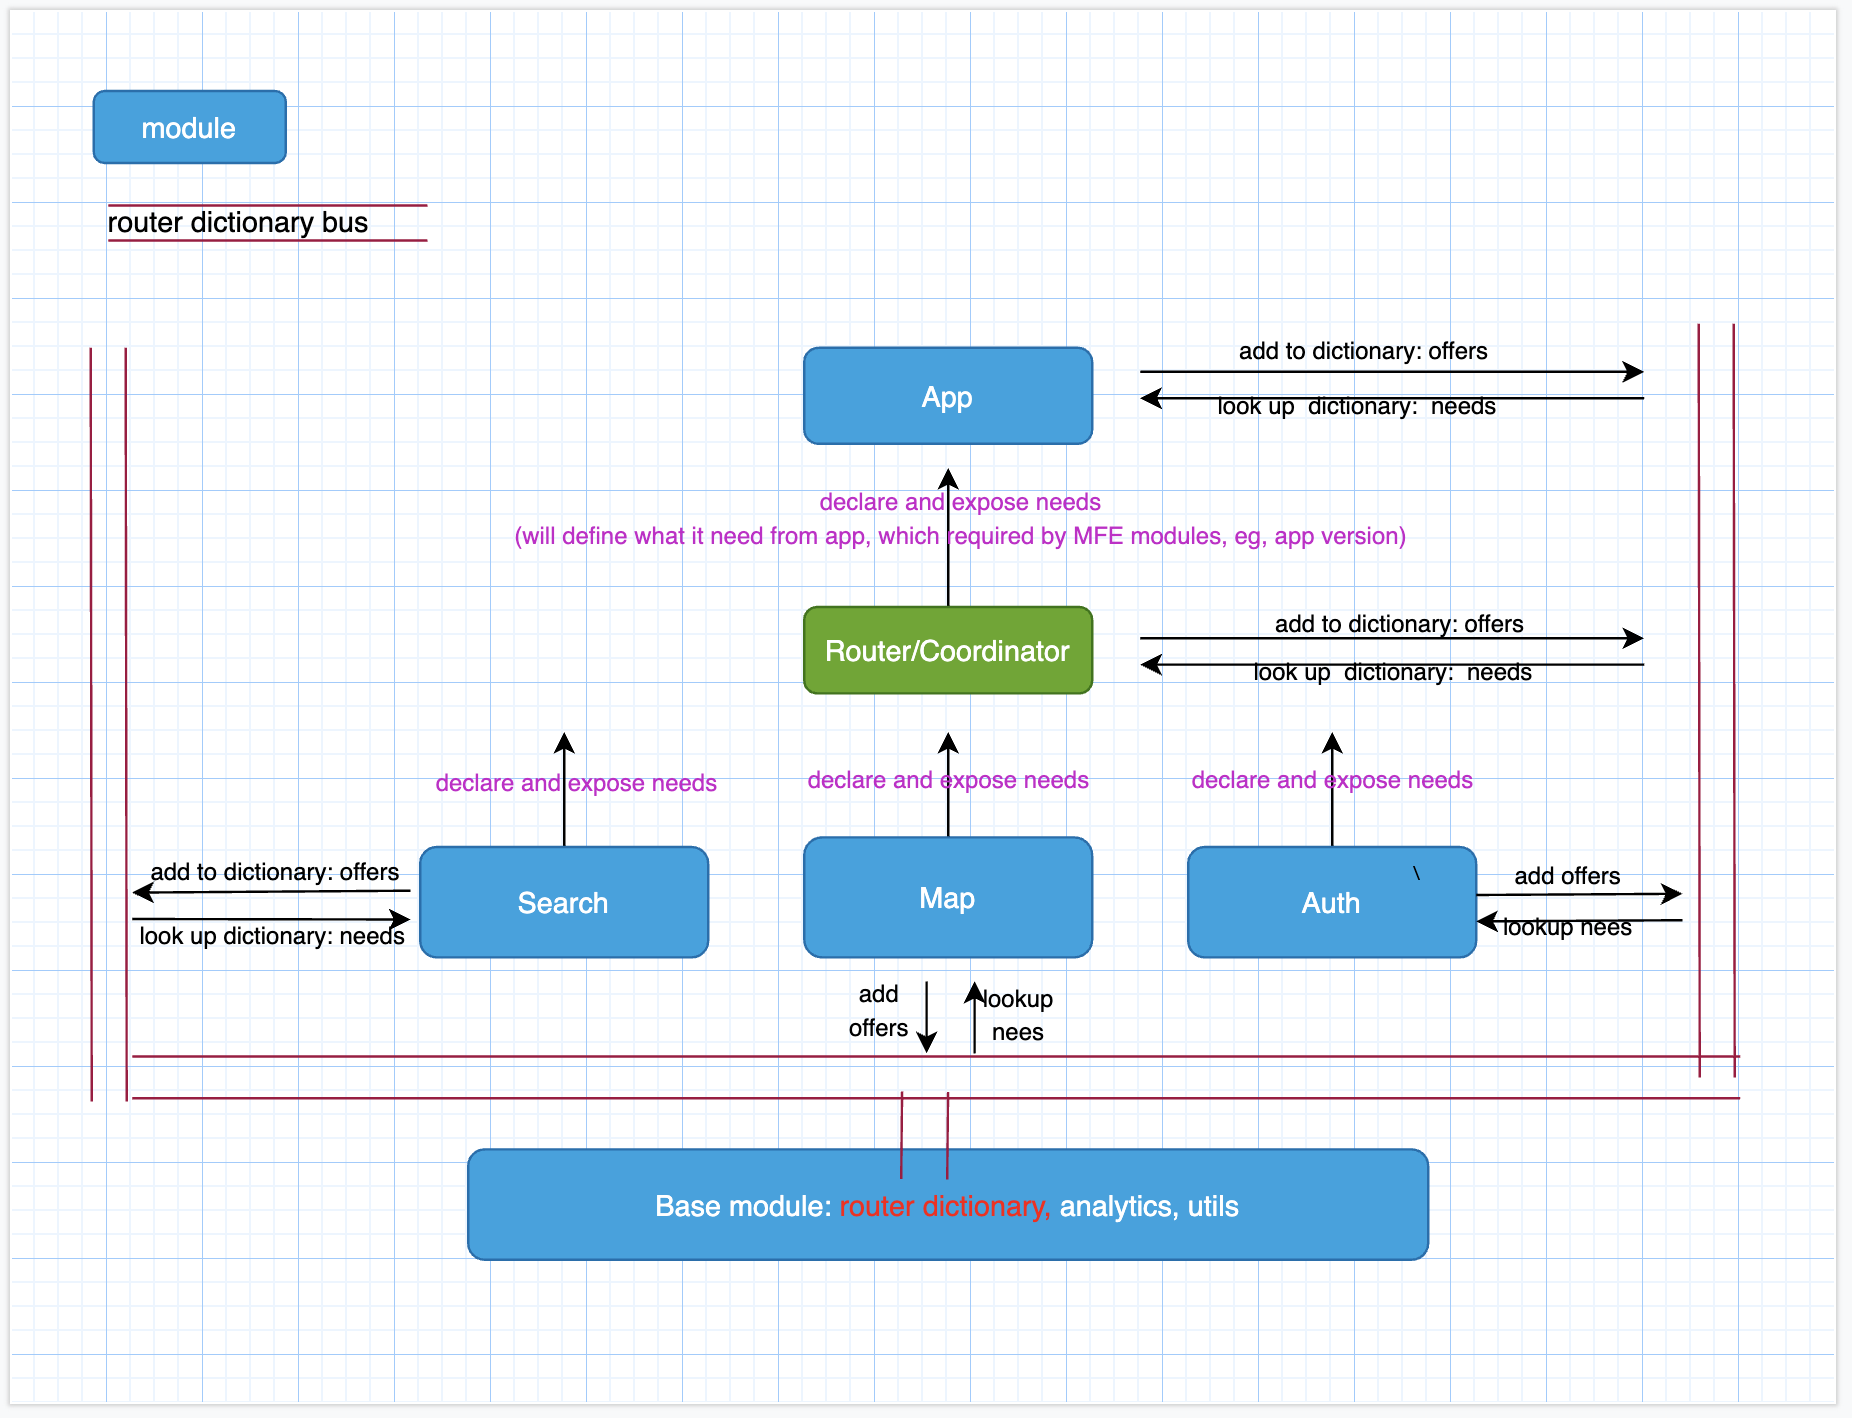 module
router dictionary bus
add to dictionary: offers
App
look up dictionary: needs
declare and expose needs
(will define what it need from app, which required by MFE modules, eg, app version)
add to dictionary: offers
Router/Coordinator
look up dictionary: needs
declare and expose needs
declare and expose needs
declare and expose needs
add to dictionary: offers
look up dictionary: needs
Search
Map
\
Auth
add offers
lookup nees
add
offers
lookup
nees
Base module: router dictionary, analytics, utils